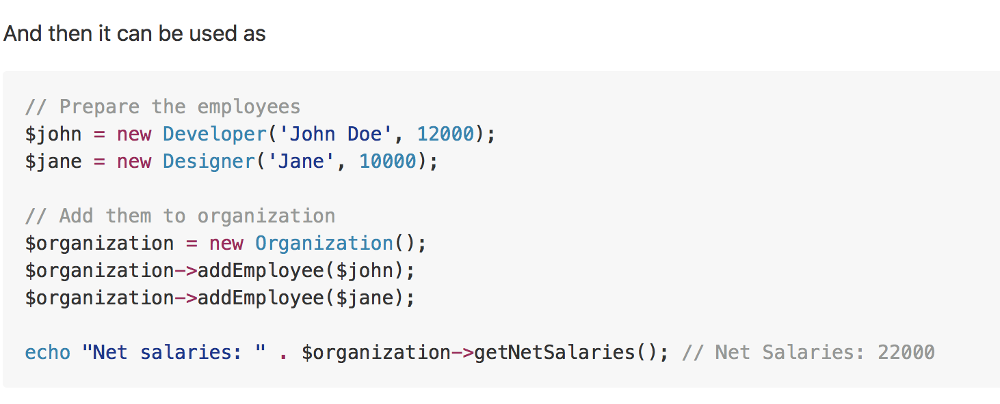 And then it can be used as
// Prepare the employees
$john = new Developer('John Doe', 12000);
$jane = new Designer('Jane', 10000);
// Add them to organization
$organization = new Organization();
$organization->addEmployee($john);
$organization->addEmployee($jane);
echo "Net salaries: " . $organization->getNetSalaries(); // Net Salaries: 22000